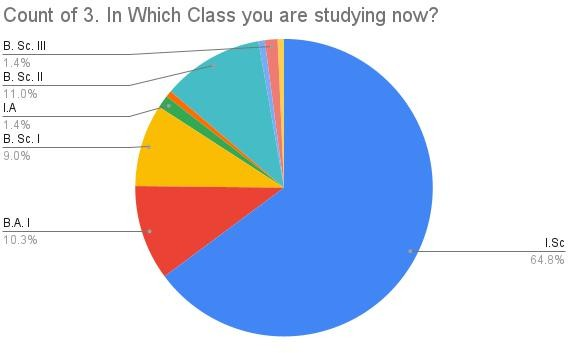 Count of 3. In Which Class you are studying now?
B. Sc. III
1.4%
B. Sc. II
11.0%
I.A
1.4%
B. Sc. I
9.0%
B.A. I
10.3%
I.Sc
64.8%